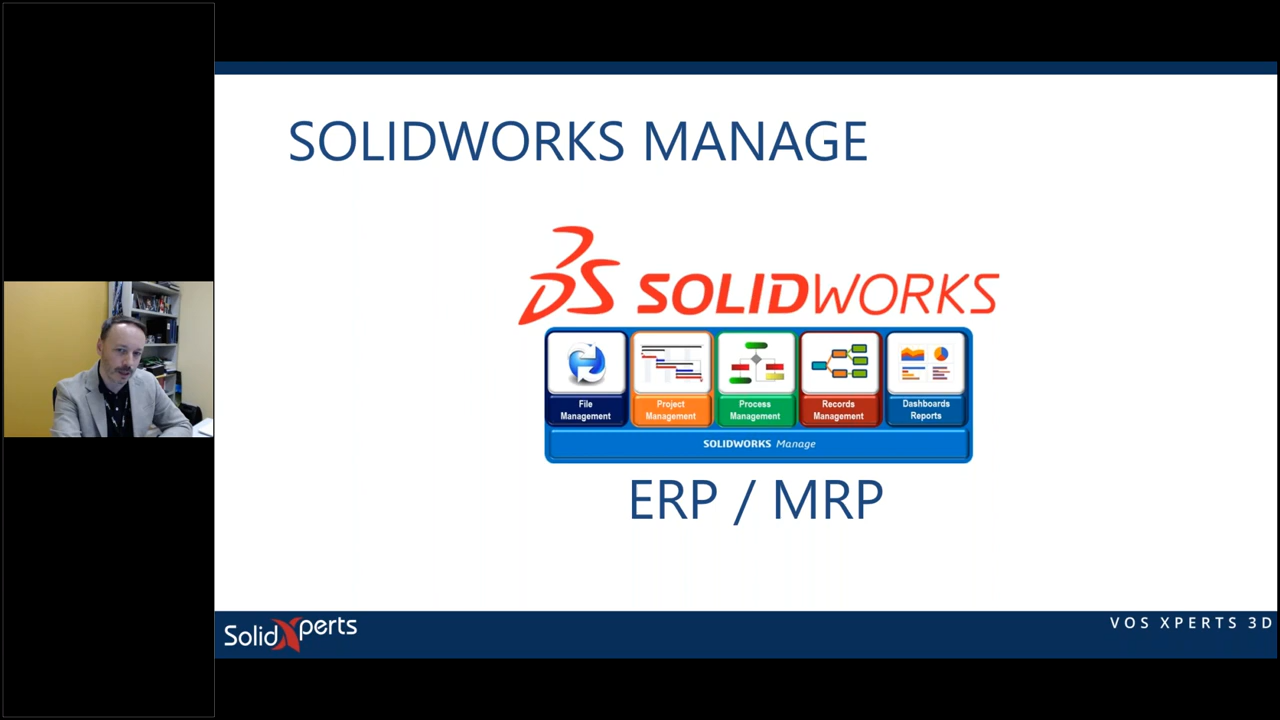 SOLIDWORKS MANAGE
SOLIDWORKS
File Management
Project Management
Process Management
Records Management
Dashboards Reports
SOLIDWORKS Manage
ERP / MRP
SolidXperts
VOS XPERTS 3D